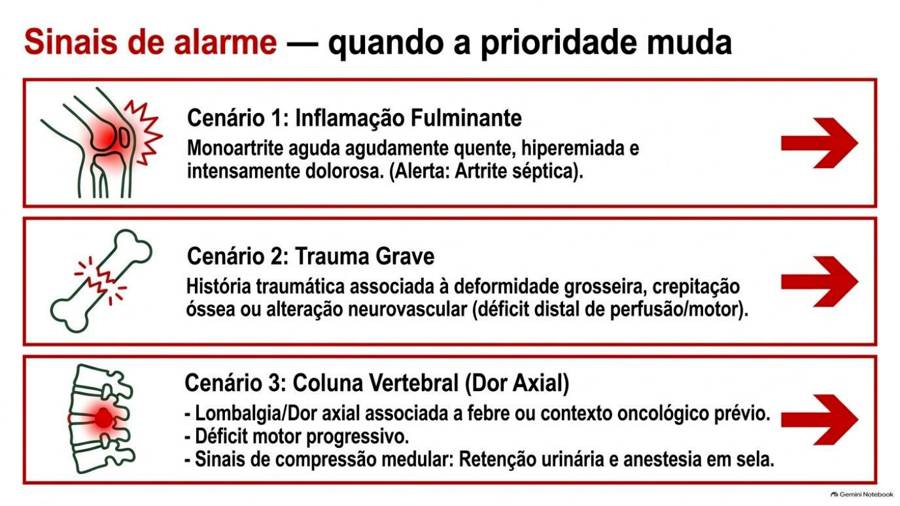 Sinais de alarme — quando a prioridade muda
Cenário 1: Inflamação Fulminante
Monoartrite aguda agudamente quente, hiperemiada e
intensamente dolorosa. (Alerta: Artrite séptica).
Cenário 2: Trauma Grave
História traumática associada à deformidade grosseira, crepitação
óssea ou alteração neurovascular (déficit distal de perfusão/motor).
Cenário 3: Coluna Vertebral (Dor Axial)
- Lombalgia/Dor axial associada a febre ou contexto oncológico prévio.
- Déficit motor progressivo.
- Sinais de compressão medular: Retenção urinária e anestesia em sela.
Gemini Notebook